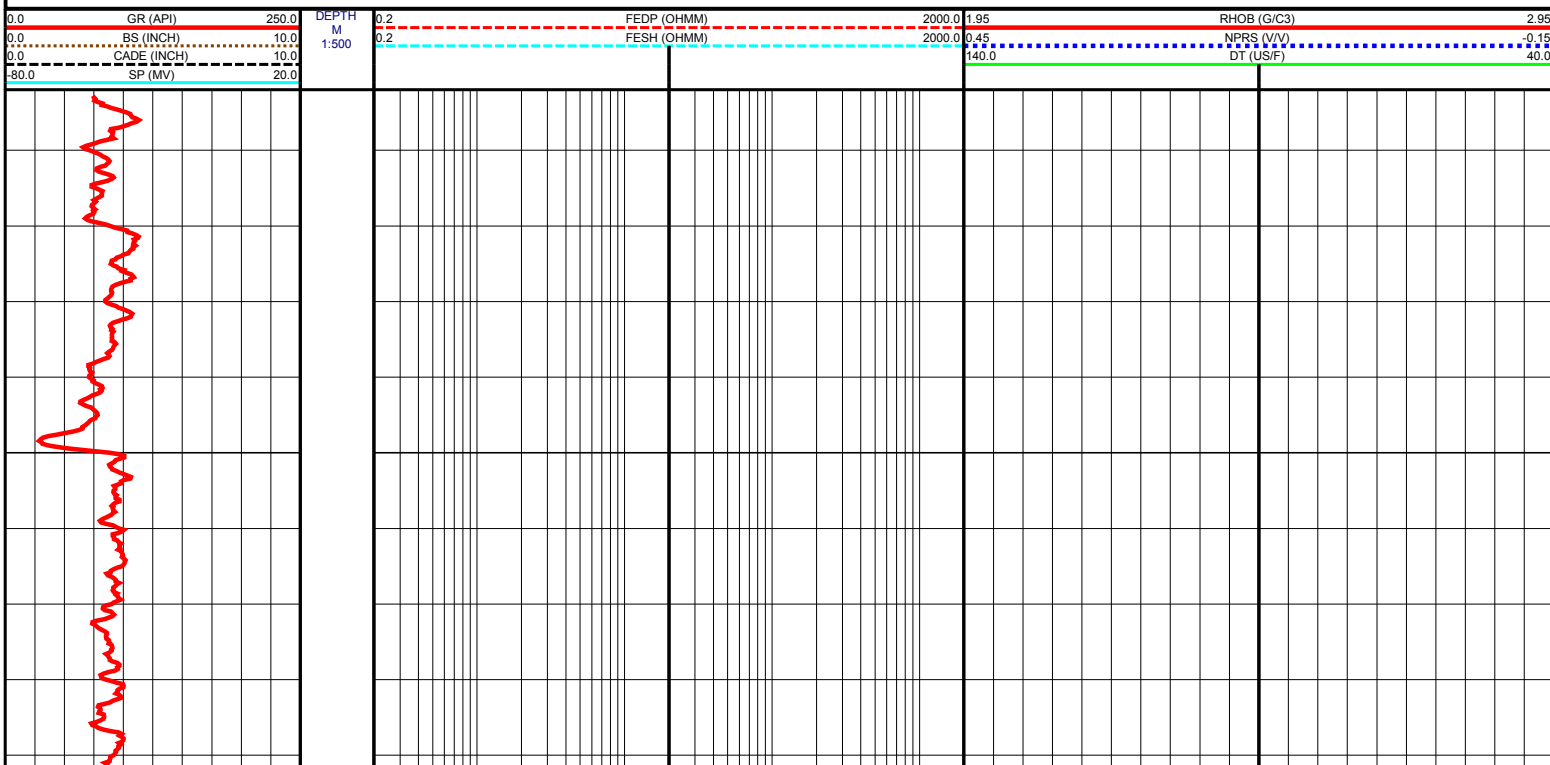 0.0 GR (API) 250.0
0.0 BS (INCH) 10.0
0.0 CADE (INCH) 10.0
-80.0 SP (MV) 20.0
DEPTH
M
1:500
0.2 FEDP (OHMM) 2000.0
0.2 FESH (OHMM) 2000.0
1.95 RHOB (G/C3) 2.95
0.45 NPRS (V/V) -0.15
140.0 DT (US/F) 40.0